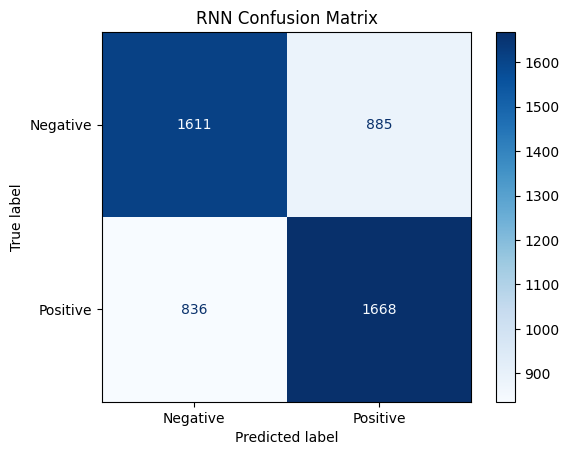 RNN Confusion Matrix
True label
Negative
1611
885
Positive
836
1668
Negative
Positive
Predicted label
1600
1500
1400
1300
1200
1100
1000
900